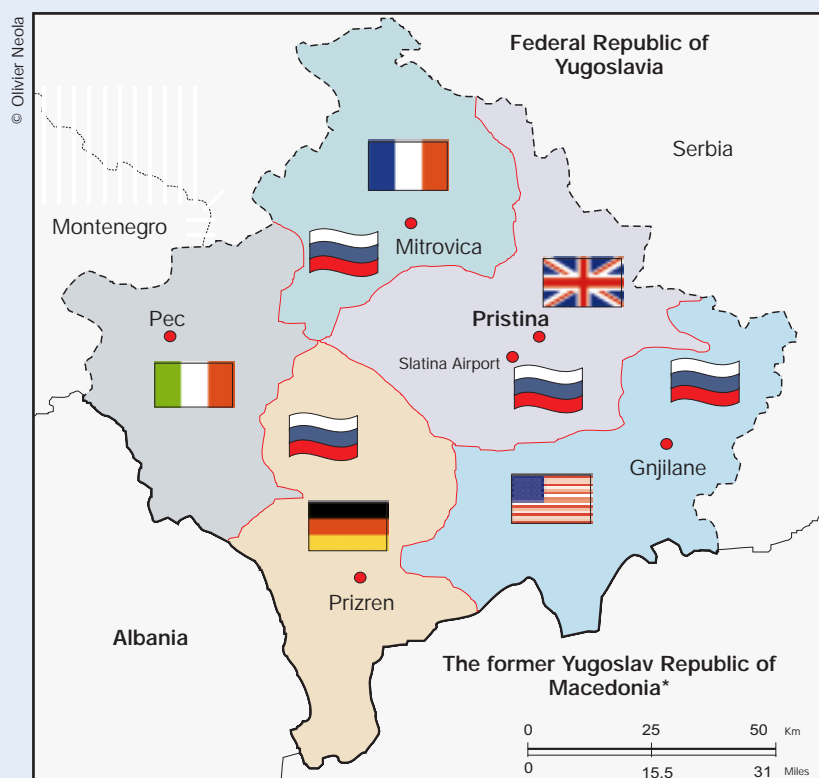 © Olivier Neola
Federal Republic of
Yugoslavia
Serbia
Montenegro
Mitrovica
Pec
Pristina
Slatina Airport
Gnjilane
Prizren
Albania
The former Yugoslav Republic of
Macedonia*
0 25 50 Km
0 15.5 31 Miles